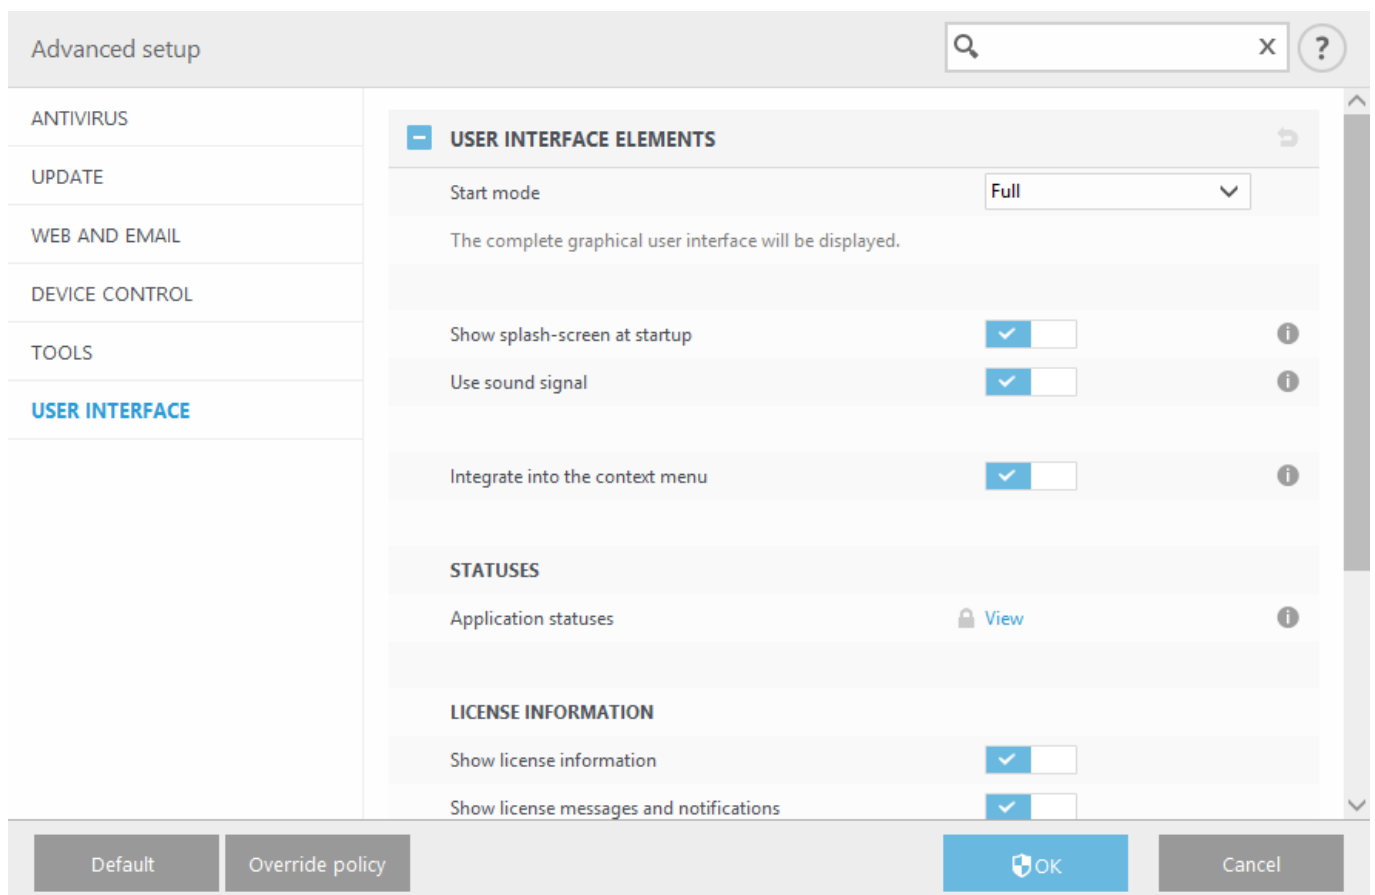 Advanced setup
X
?
ANTIVIRUS
UPDATE
WEB AND EMAIL
DEVICE CONTROL
TOOLS
USER INTERFACE
USER INTERFACE ELEMENTS
Start mode
Full
The complete graphical user interface will be displayed.
Show splash-screen at startup
Use sound signal
Integrate into the context menu
STATUSES
Application statuses
View
LICENSE INFORMATION
Show license information
Show license messages and notifications
Default
Override policy
OK
Cancel